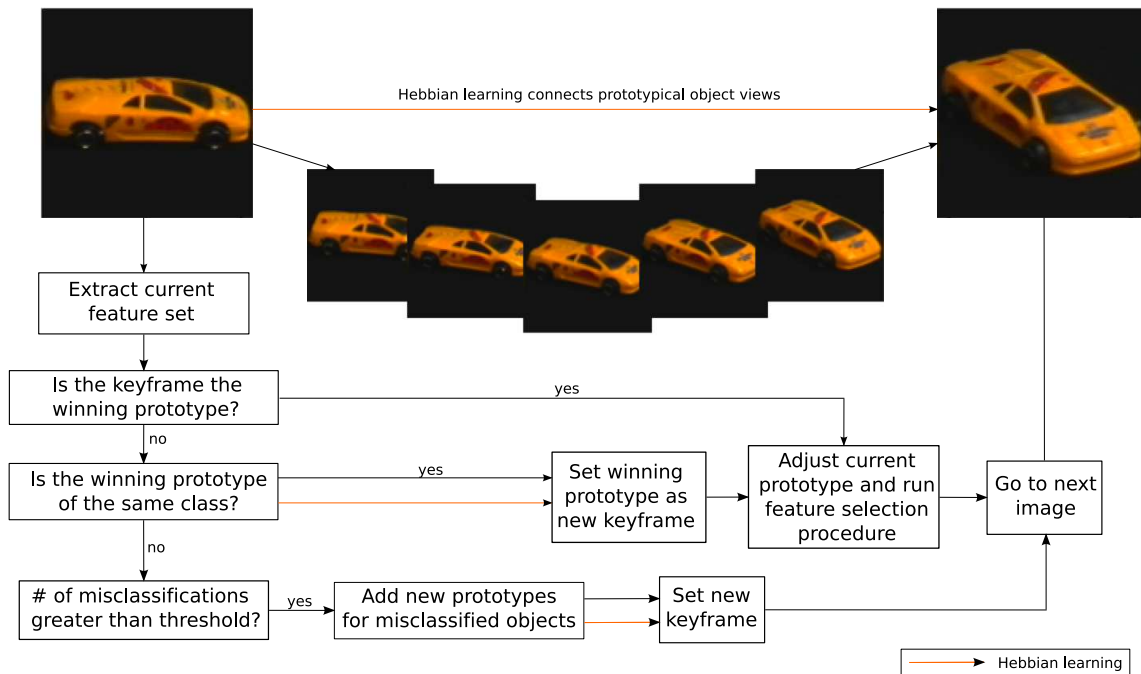 Hebbian learning connects prototypical object views
Extract current
feature set
Is the keyframe the
winning prototype?
yes
no
Is the winning prototype
of the same class?
yes
Set winning
prototype as
new keyframe
Adjust current
prototype and run
feature selection
procedure
Go to next
image
no
# of misclassifications
greater than threshold?
yes
Add new prototypes
for misclassified objects
Set new
keyframe
Hebbian learning